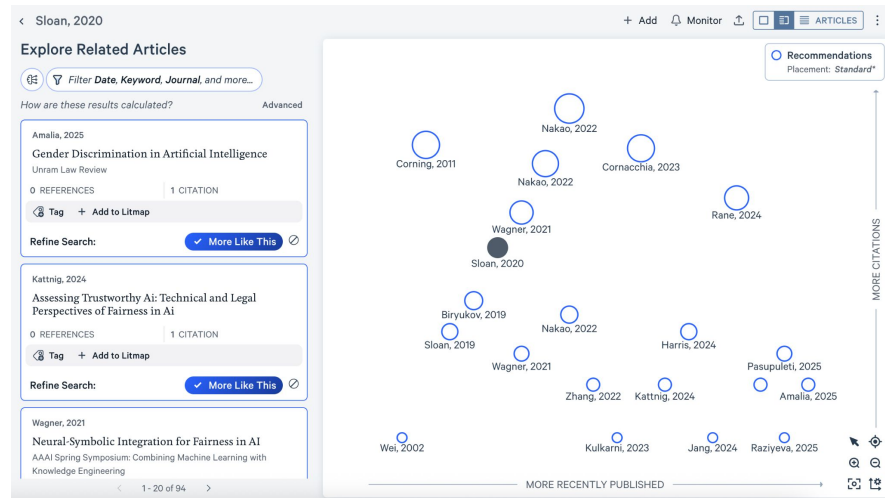 Sloan, 2020
+ Add
Monitor
ARTICLES
Explore Related Articles
Filter Date, Keyword, Journal, and more...
How are these results calculated?
Advanced
Amalia, 2025
Gender Discrimination in Artificial Intelligence
Unram Law Review
0 REFERENCES
1 CITATION
Tag
+ Add to Litmap
Refine Search:
More Like This
Kattnig, 2024
Assessing Trustworthy Ai: Technical and Legal
Perspectives of Fairness in Ai
0 REFERENCES
1 CITATION
Tag
+ Add to Litmap
Refine Search:
More Like This
Wagner, 2021
Neural-Symbolic Integration for Fairness in AI
AAAI Spring Symposium: Combining Machine Learning with
Knowledge Engineering
1 - 20 of 94
Recommendations
Placement: Standard*
Nakao, 2022
Corning, 2011
Cornacchia, 2023
Nakao, 2022
Rane, 2024
Wagner, 2021
Sloan, 2020
Biryukov, 2019
Nakao, 2022
Sloan, 2019
Harris, 2024
Wagner, 2021
Pasupuleti, 2025
Zhang, 2022
Kattnig, 2024
Amalia, 2025
Wei, 2002
Kulkarni, 2023
Jang, 2024
Raziyeva, 2025
MORE CITATIONS
MORE RECENTLY PUBLISHED